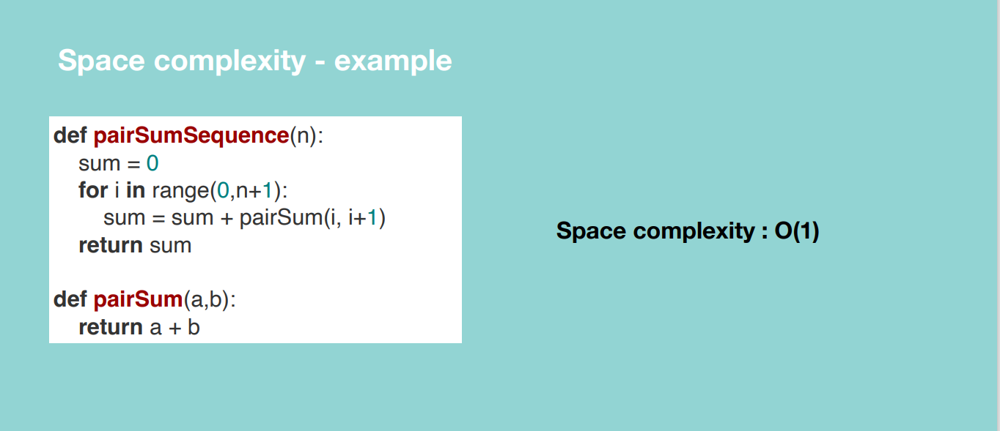 Space complexity - example
def pairSumSequence(n):
    sum = 0
    for i in range(0,n+1):
        sum = sum + pairSum(i, i+1)
    return sum
def pairSum(a,b):
    return a + b
Space complexity : O(1)